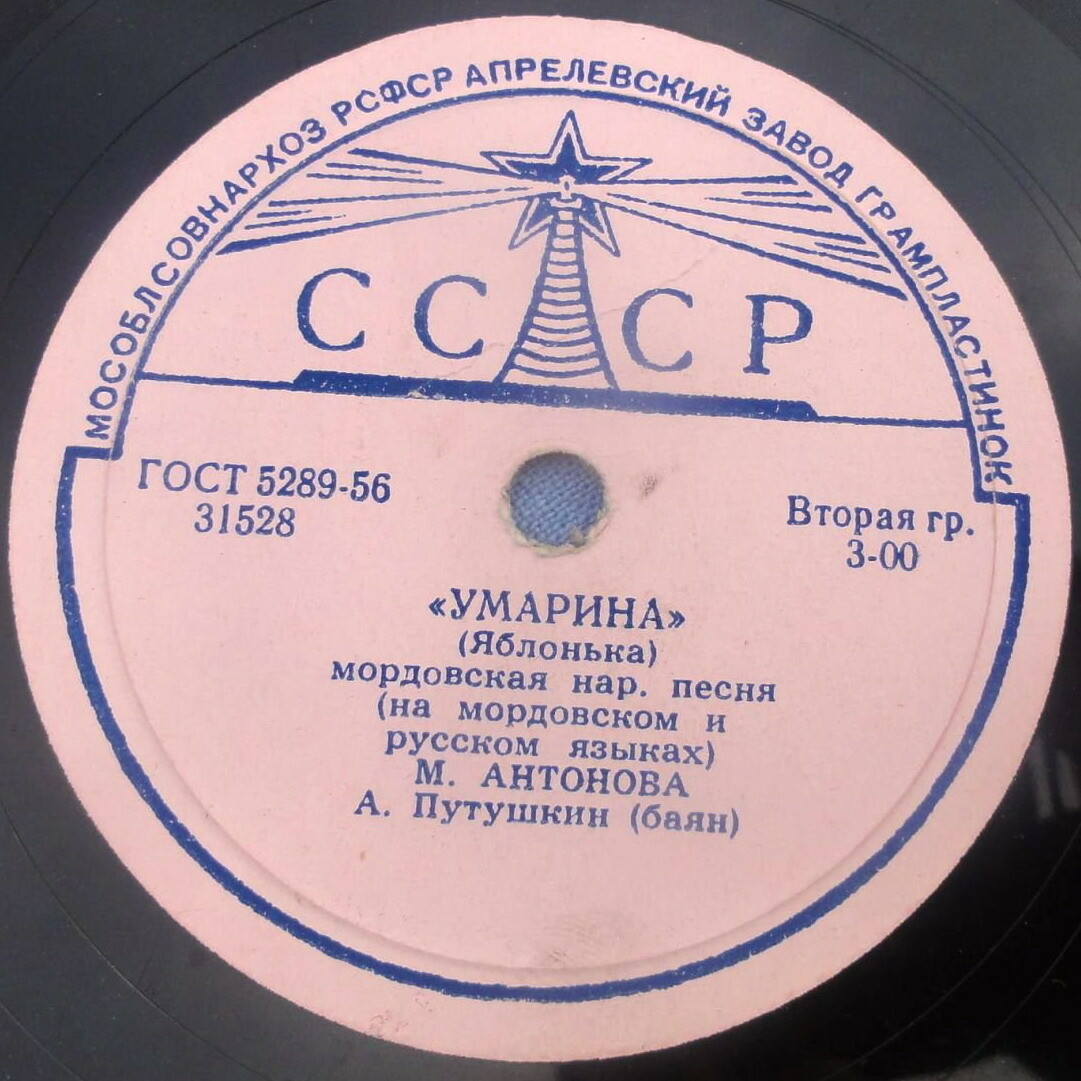 МОСОБЛСОВНАРХОЗ РСФСР АПРЕЛЕВСКИЙ ЗАВОД ГРАМПЛАСТИНОК
СССР
ГОСТ 5289-56
31528
Вторая гр.
3-00
«УМАРИНА»
(Яблонька)
мордовская нар. песня
(на мордовском и
русском языках)
М. АНТОНОВА
А. Путушкин (баян)